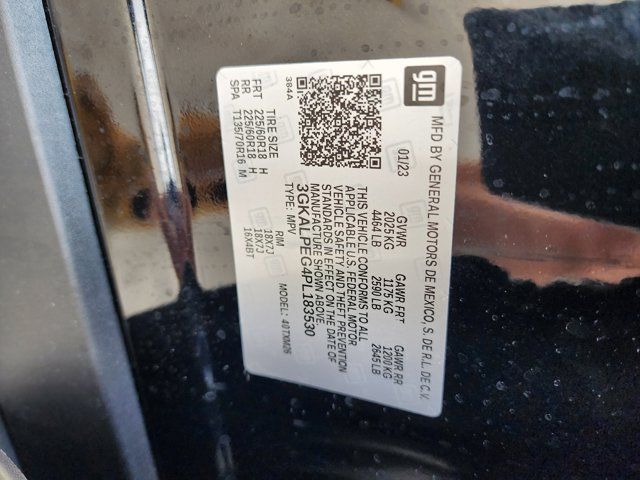 gm
MFD BY GENERAL MOTORS DE MEXICO, S. DE R.L. DE C.V.
01/23
GVWR GAWR FRT GAWR RR
2025 KG 1175 KG 1200 KG
4464 LB 2590 LB 2645 LB
THIS VEHICLE CONFORMS TO ALL
APPLICABLE U.S. FEDERAL MOTOR
VEHICLE SAFETY AND THEFT PREVENTION
STANDARDS IN EFFECT ON THE DATE OF
MANUFACTURE SHOWN ABOVE.
3GKALPEG4PL183530
TYPE: MPV MODEL: 40TXM26
384A
TIRE SIZE RIM
FRT 225/60R18 H 18X7J
RR 225/60R18 H 18X7J
SPA T135/70R16 M 16X4BT